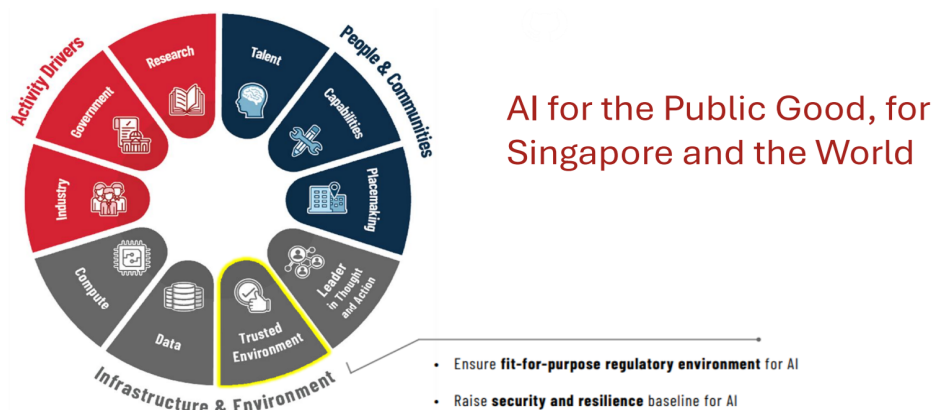 Activity Drivers
People & Communities
Research
Talent
Government
Capabilities
Industry
Placemaking
Compute
Data
Trusted
Environment
Leader
in Thought
and Action
Infrastructure & Environment
AI for the Public Good, for
Singapore and the World
• Ensure fit-for-purpose regulatory environment for AI
• Raise security and resilience baseline for AI